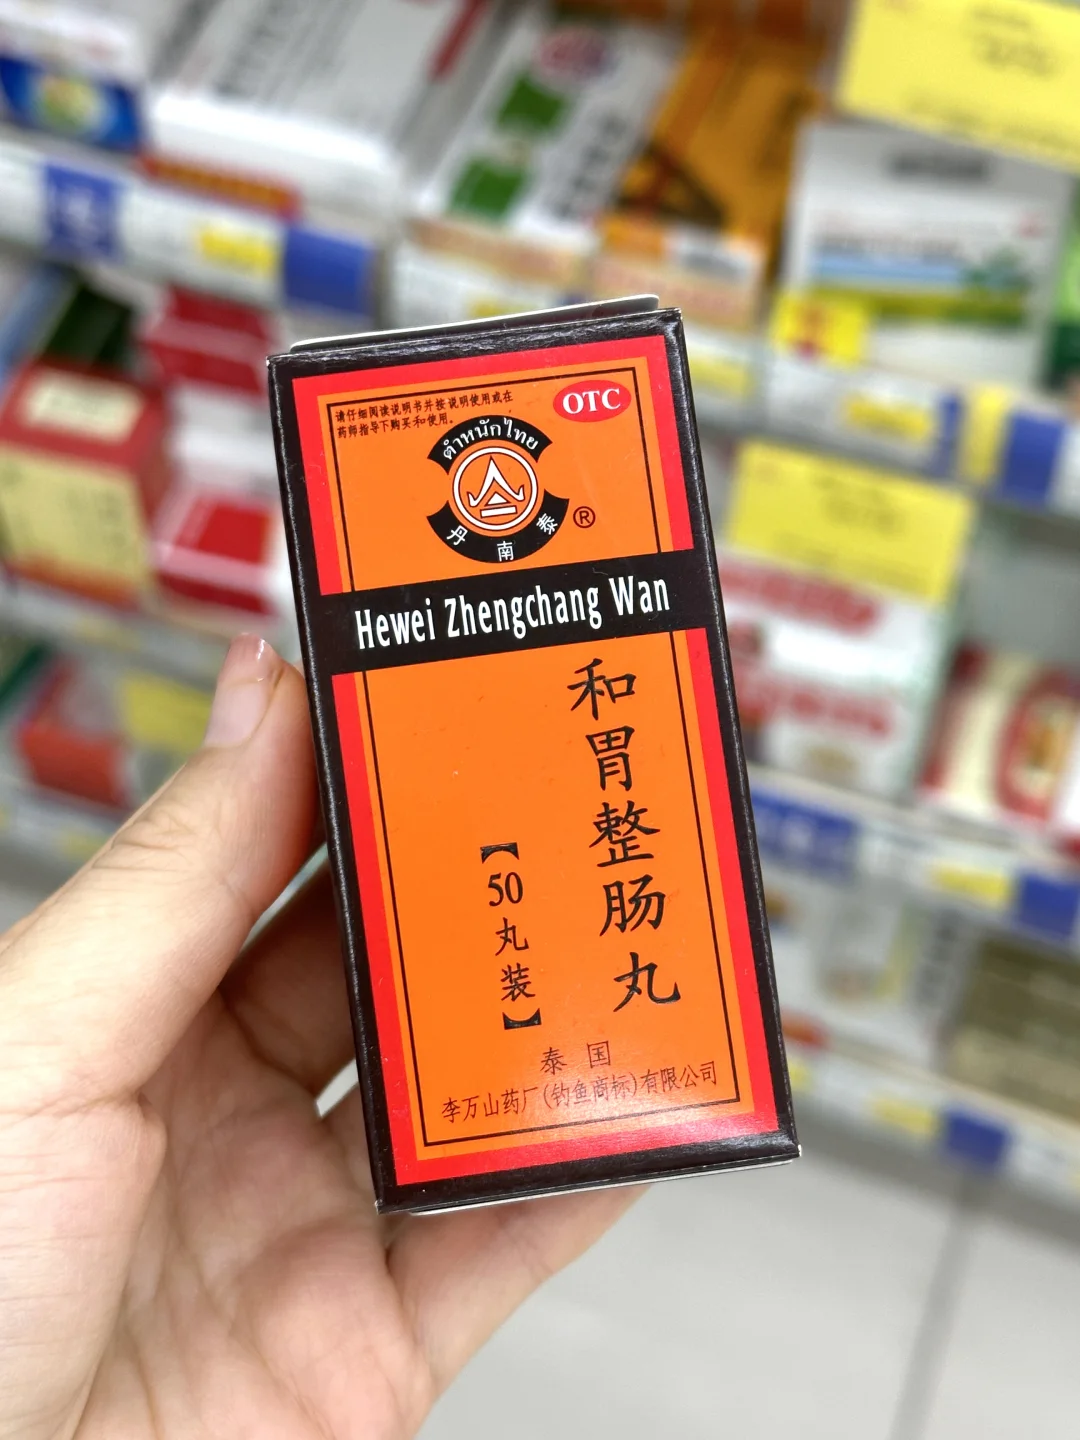 请仔细阅读说明书并按说明使用或在
药师指导下购买和使用。
OTC
ตำหนักไทย
丹南泰
®
Hewei Zhengchang Wan
和胃整肠丸
【50丸装】
泰国
李万山药厂(钓鱼商标)有限公司